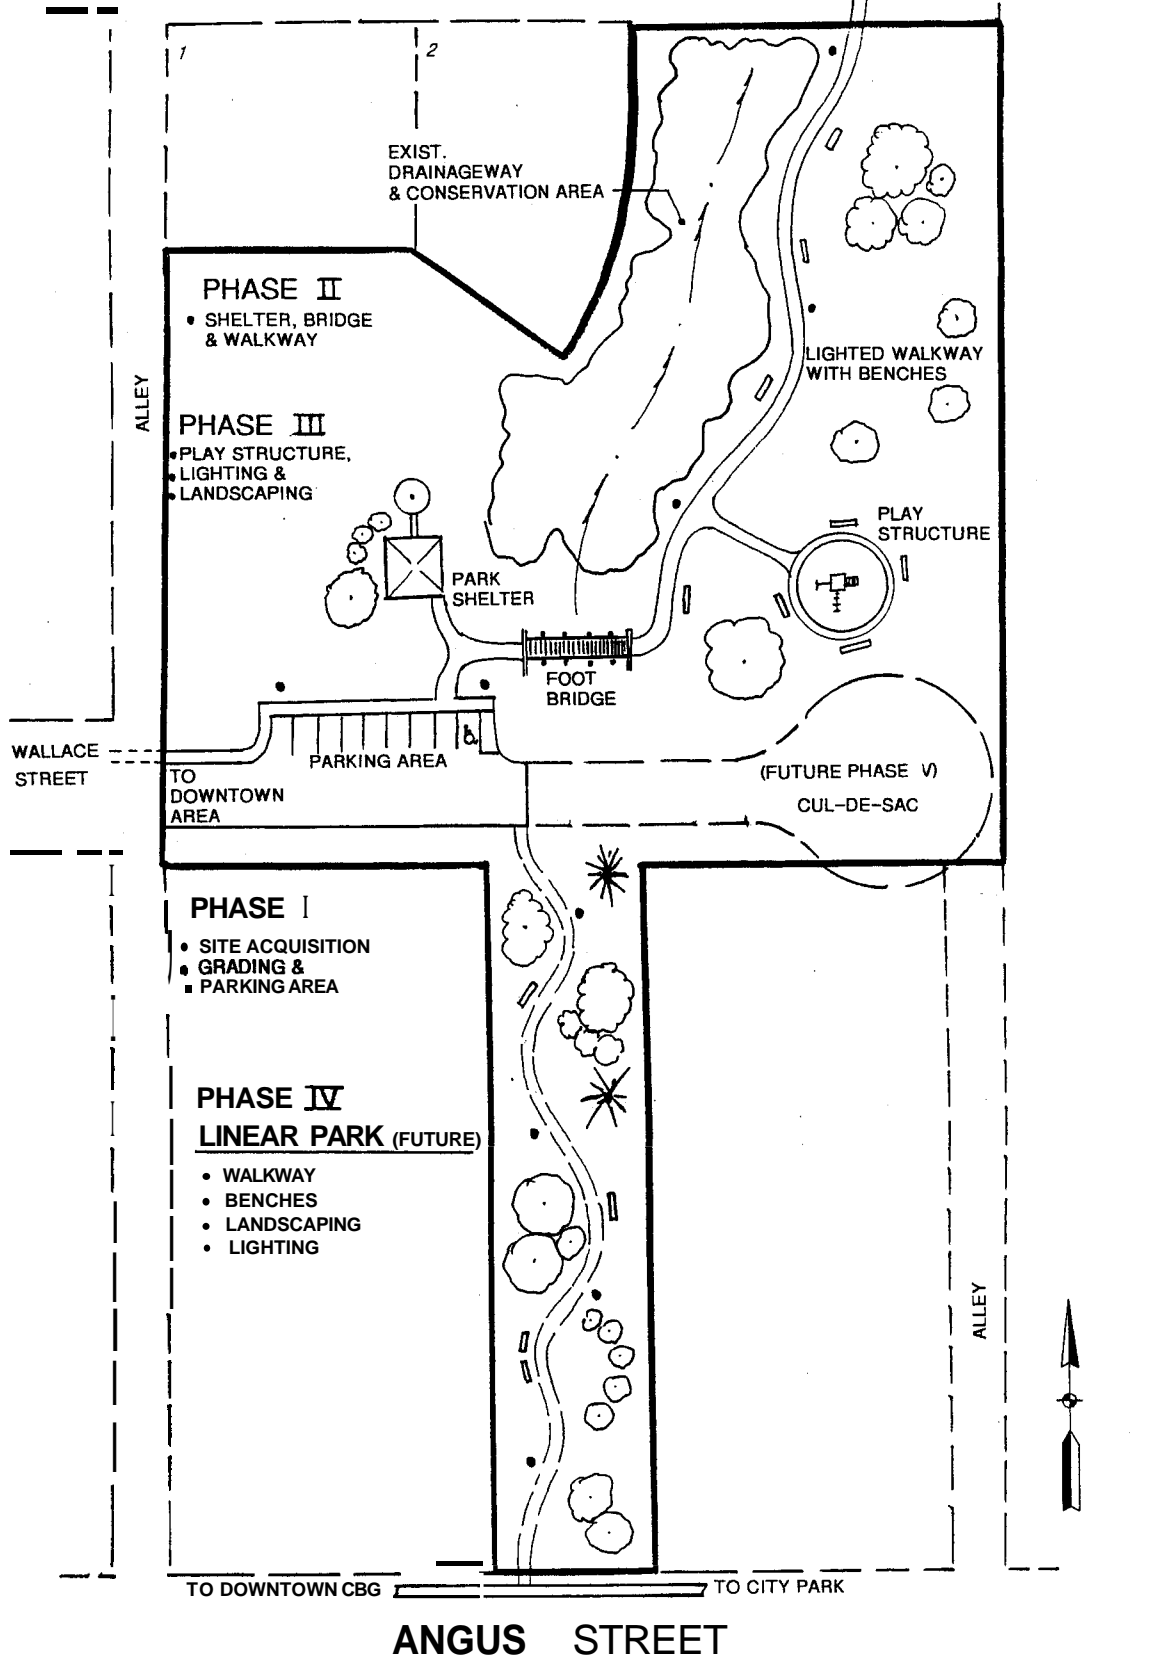 1
2
EXIST.
DRAINAGEWAY
& CONSERVATION AREA
PHASE II
• SHELTER, BRIDGE
& WALKWAY
ALLEY
LIGHTED WALKWAY
WITH BENCHES
PHASE III
• PLAY STRUCTURE,
• LIGHTING &
• LANDSCAPING
PLAY
STRUCTURE
PARK
SHELTER
FOOT
BRIDGE
WALLACE
STREET
PARKING AREA
TO
DOWNTOWN
AREA
(FUTURE PHASE V)
CUL-DE-SAC
PHASE I
• SITE ACQUISITION
• GRADING &
▪ PARKING AREA
PHASE IV
LINEAR PARK (FUTURE)
• WALKWAY
• BENCHES
• LANDSCAPING
• LIGHTING
ALLEY
TO DOWNTOWN CBG
TO CITY PARK
ANGUS STREET